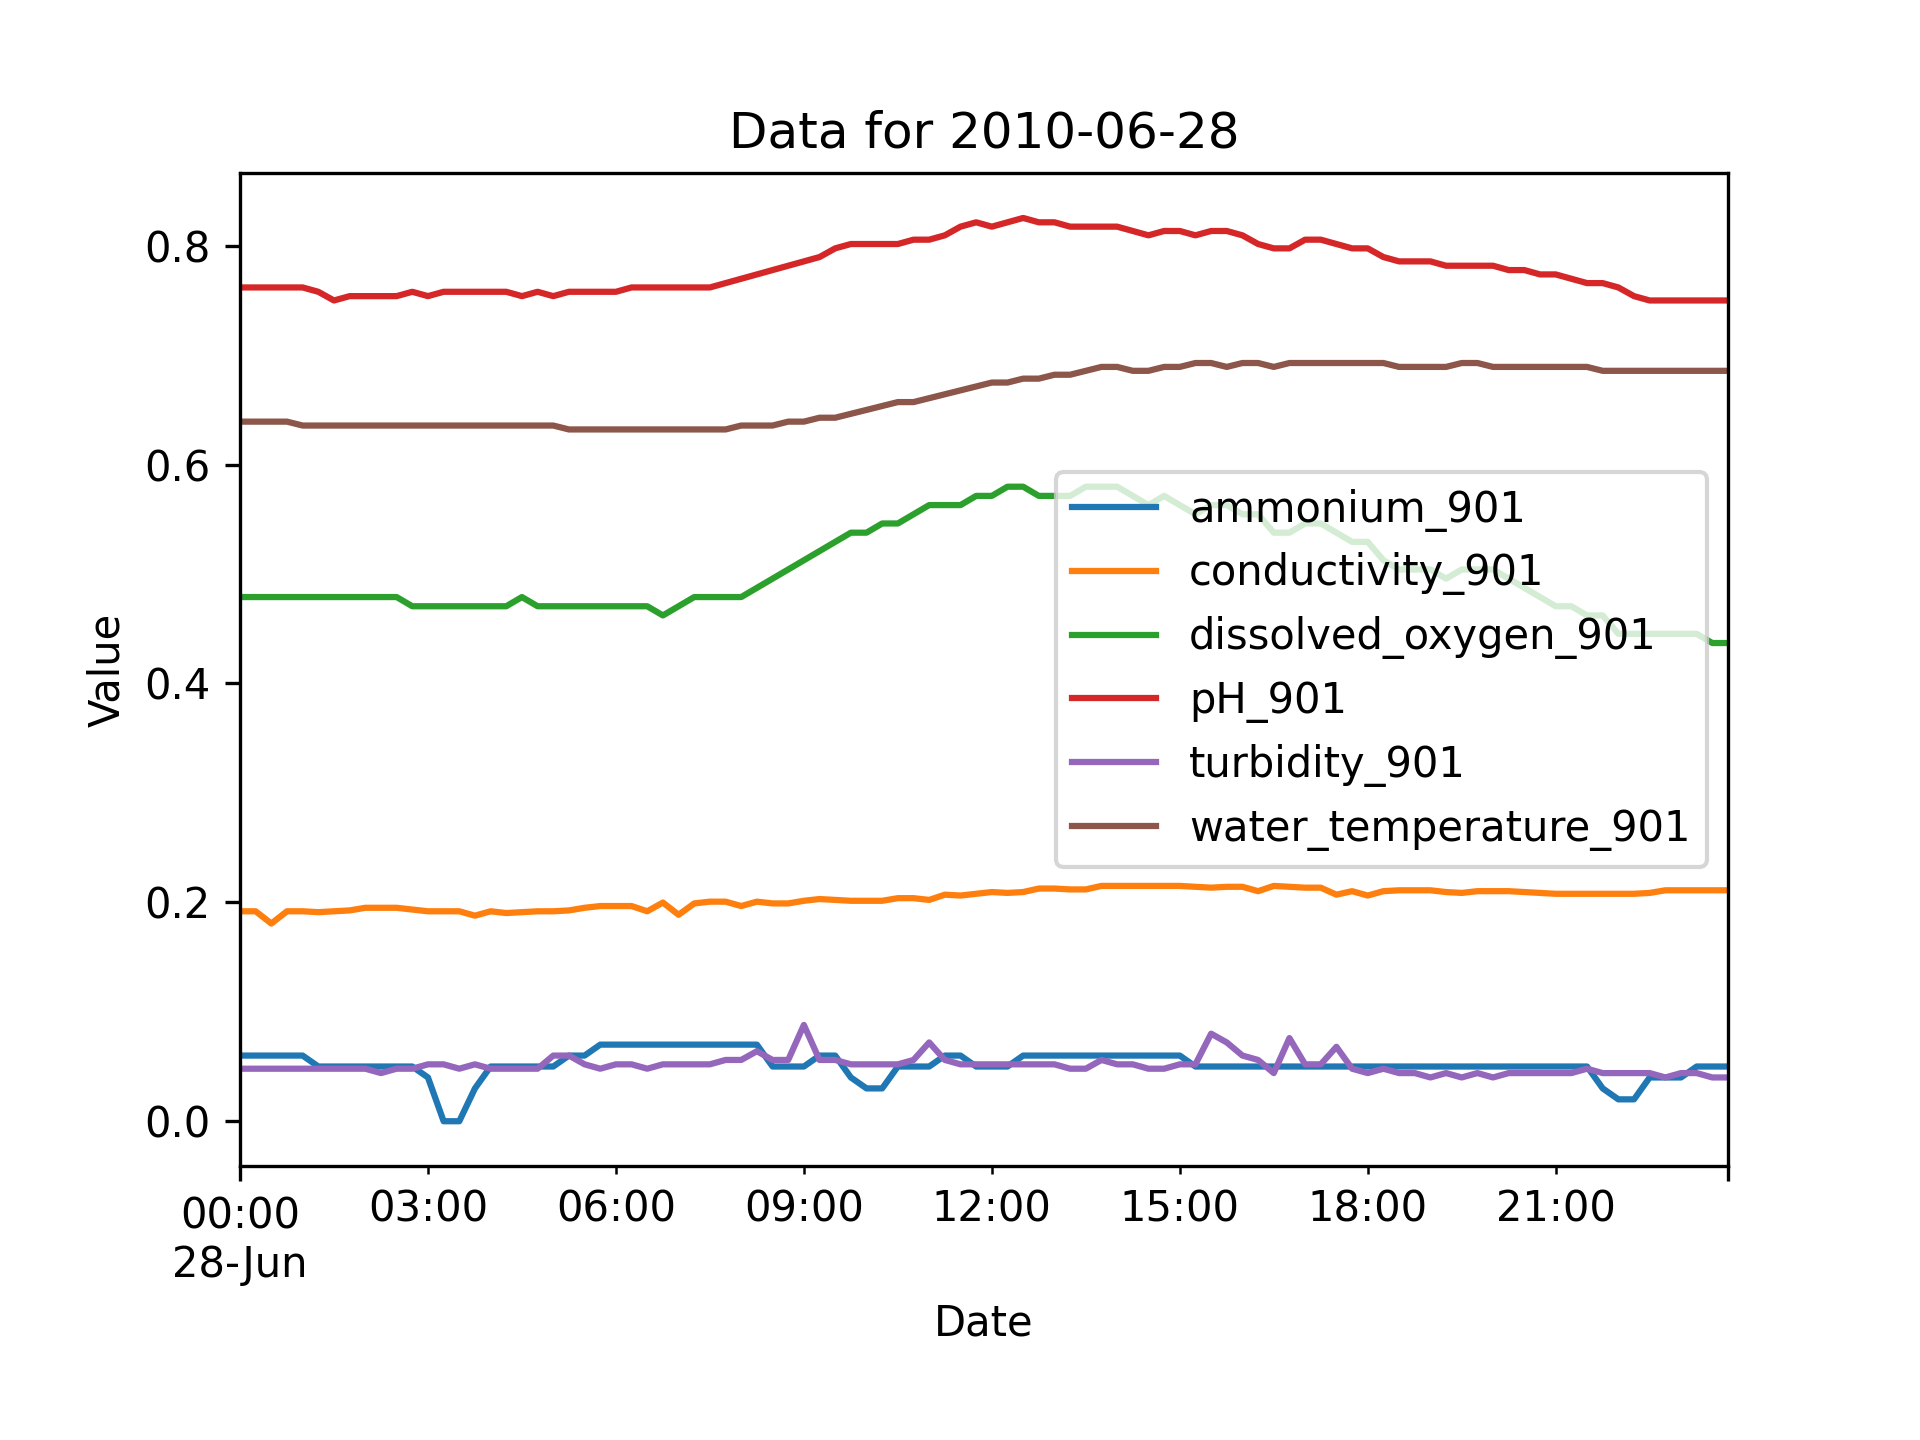 Data for 2010-06-28
Value
0.8
0.6
0.4
0.2
0.0
ammonium_901
conductivity_901
dissolved_oxygen_901
pH_901
turbidity_901
water_temperature_901
00:00 03:00 06:00 09:00 12:00 15:00 18:00 21:00
28-Jun
Date